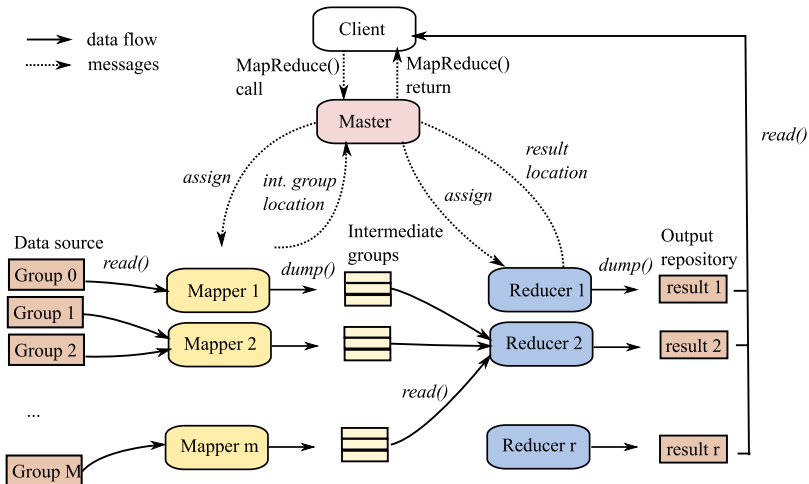 Client
data flow
messages
MapReduce()
call
MapReduce()
return
Master
read()
assign
int. group
location
assign
result
location
Data source
read()
Intermediate
groups
Output
repository
Group 0
Mapper 1
dump()
Reducer 1
dump()
result 1
Group 1
Group 2
Mapper 2
Reducer 2
result 2
read()
...
Group M
Mapper m
Reducer r
result r